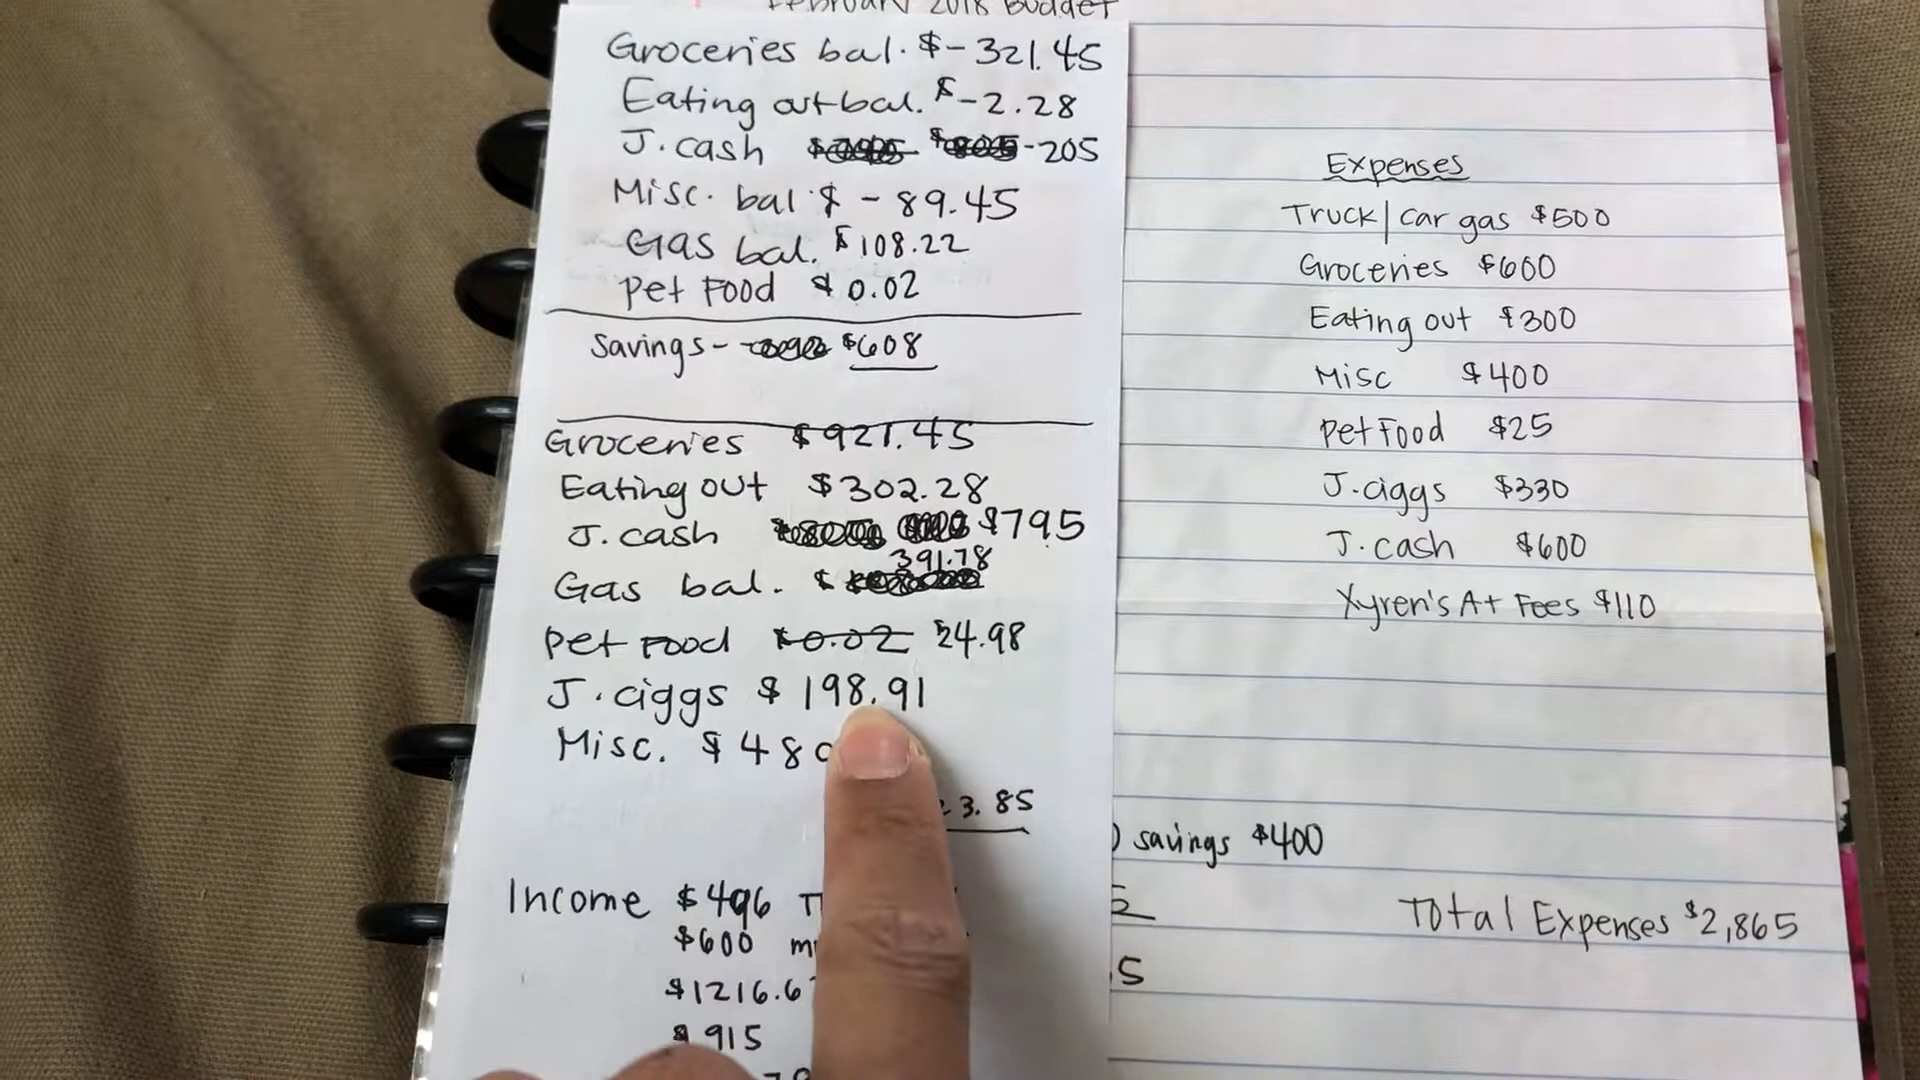 February 2018 Budget
Groceries bal. $-321.45
Eating out bal. $-2.28
J. cash -205
Misc. bal $ - 89.45
Gas bal. $108.22
Pet Food $ 0.02
Savings - $608
Groceries $921.45
Eating out $302.28
J. cash $795
391.78
Gas bal. $
Pet Food $0.02 24.98
J. ciggs $ 198.91
Misc. $ 48
3.85
Income $496
$600
$1216.6
$915
Expenses
Truck/car gas $500
Groceries $600
Eating out $300
Misc $400
Pet Food $25
J. ciggs $330
J. cash $600
Xyren's A+ Fees $110
savings $400
Total Expenses $2,865
5